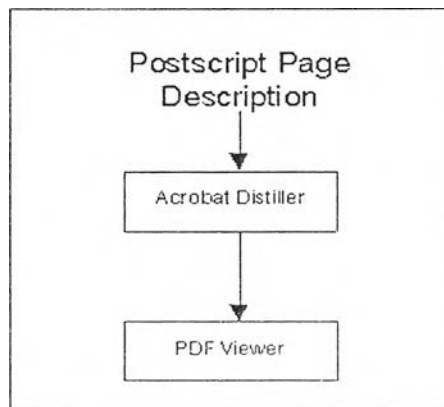 Postscript Page
Description
Acrobat Distiller
PDF Viewer